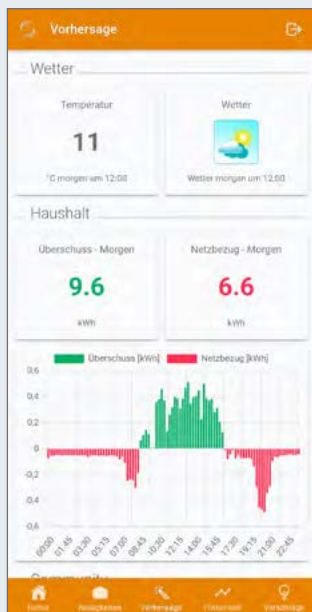 Vorhersage
Wetter
Temperatur
11
°C morgen um 12:00
Wetter
Wetter morgen um 12:00
Haushalt
Überschuss - Morgen
9.6
kWh
Netzbezug - Morgen
6.6
kWh
Überschuss [kWh] Netzbezug [kWh]
0,6
0,4
0,2
0
-0,2
-0,4
-0,6
00:00 01:45 03:30 05:15 07:00 08:45 10:30 12:15 14:00 15:45 17:30 19:15 21:00 22:45
Community
Home Neuigkeiten Vorhersage Historisch Vorschläge